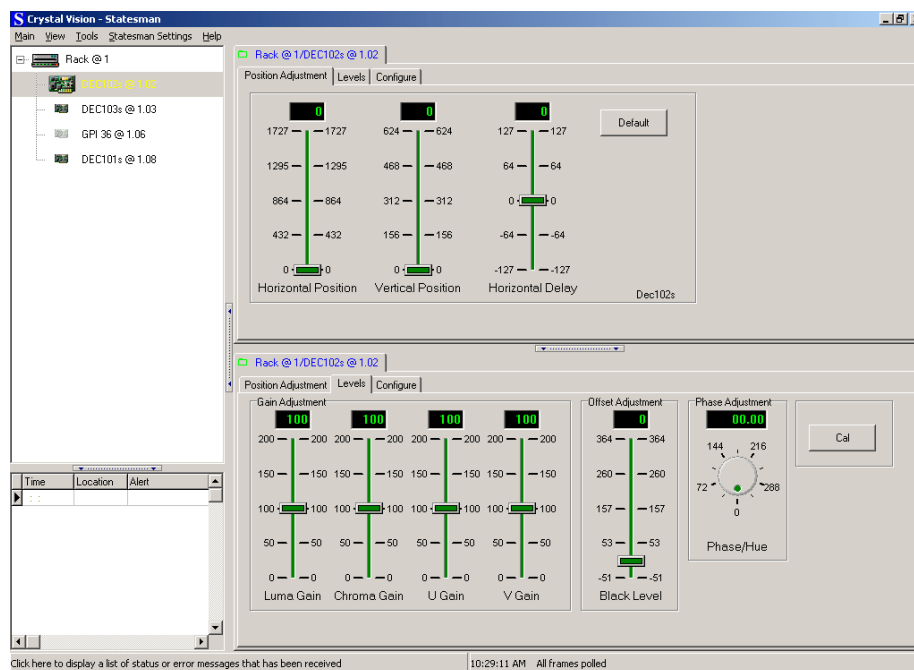 S Crystal Vision - Statesman
Main View Tools Statesman Settings Help
Rack @ 1
DEC102s @ 1.02
DEC103s @ 1.03
GPI 36 @ 1.06
DEC101s @ 1.08
Rack @ 1/DEC102s @ 1.02
Position Adjustment Levels Configure
0 0 0
Default
1727 1727 624 624 127 127
1295 1295 468 468 64 64
864 864 312 312 0 0
432 432 156 156 -64 -64
0 0 0 0 -127 -127
Horizontal Position Vertical Position Horizontal Delay
Dec102s
Rack @ 1/DEC102s @ 1.02
Position Adjustment Levels Configure
Gain Adjustment Offset Adjustment Phase Adjustment
100 100 100 100 0 00.00
Cal
200 200 200 200 200 200 200 200 364 364
144 216
150 150 150 150 150 150 150 150 260 260
72 288
100 100 100 100 100 100 100 100 157 157
0
50 50 50 50 50 50 50 50 53 53
Phase/Hue
0 0 0 0 0 0 0 0 -51 -51
Luma Gain Chroma Gain U Gain V Gain Black Level
Time Location Alert
: :
Click here to display a list of status or error messages that has been received
10:29:11 AM All frames polled